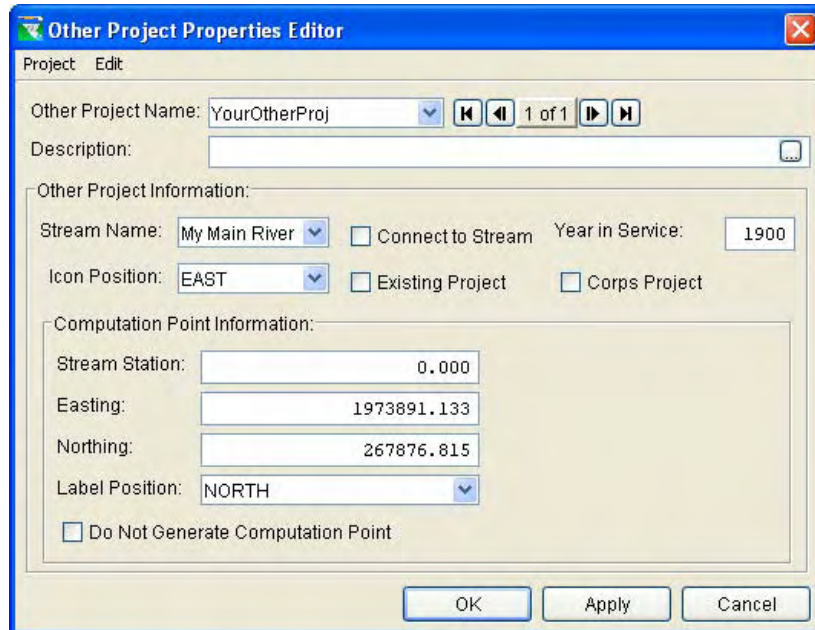 Other Project Properties Editor
Project Edit
Other Project Name: YourOtherProj 1 of 1
Description: ...
Other Project Information:
Stream Name: My Main River Connect to Stream Year in Service: 1900
Icon Position: EAST Existing Project Corps Project
Computation Point Information:
Stream Station: 0.000
Easting: 1973891.133
Northing: 267876.815
Label Position: NORTH
Do Not Generate Computation Point
OK Apply Cancel